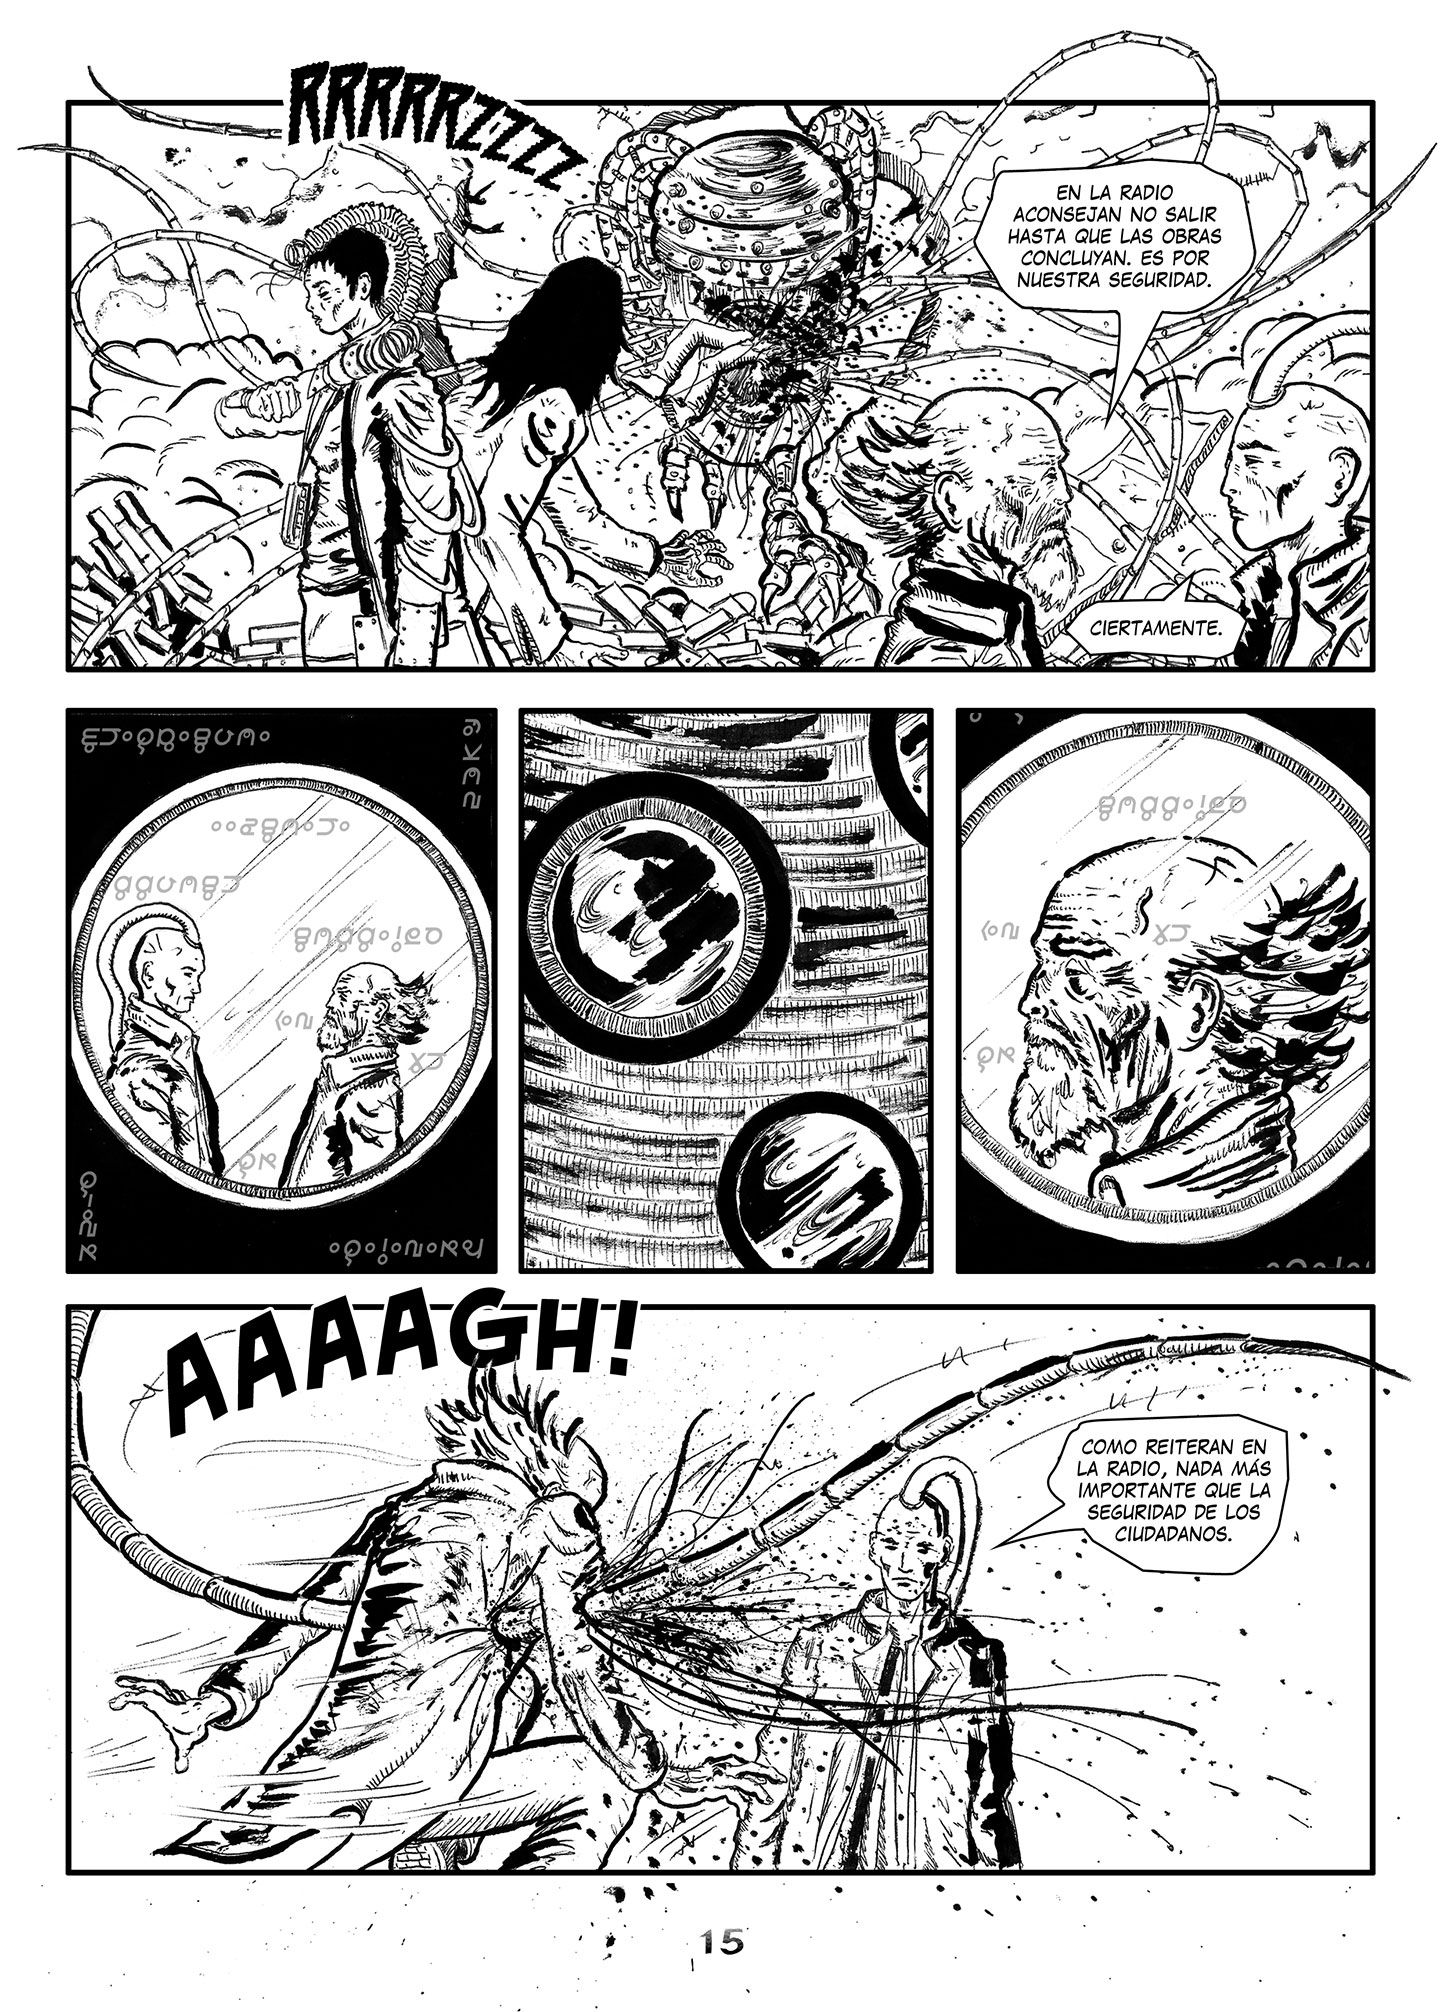 RRRRRZZZZ
EN LA RADIO
ACONSEJAN NO SALIR
HASTA QUE LAS OBRAS
CONCLUYAN. ES POR
NUESTRA SEGURIDAD.
CIERTAMENTE.
AAAAGH!
COMO REITERAN EN
LA RADIO, NADA MÁS
IMPORTANTE QUE LA
SEGURIDAD DE LOS
CIUDADANOS.
15